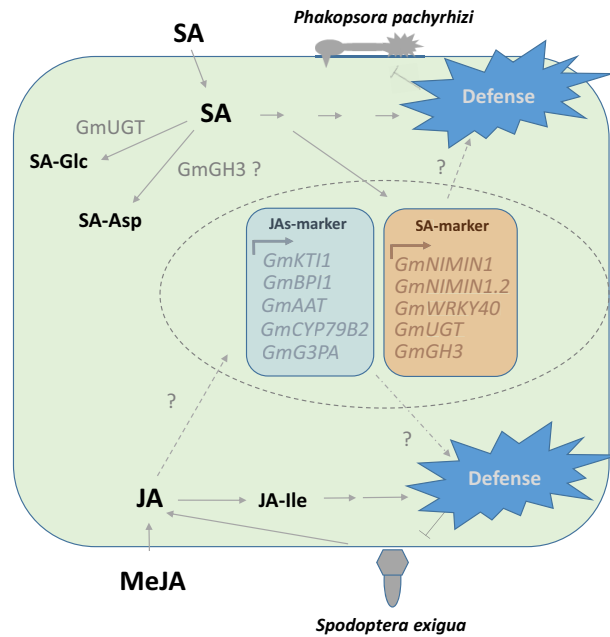 Phakopsora pachyrhizi
SA
Defense
SA
GmUGT
SA-Glc
GmGH3 ?
?
SA-Asp
JAs-marker
GmKTI1
GmBPI1
GmAAT
GmCYP79B2
GmG3PA
SA-marker
GmNIMIN1
GmNIMIN1.2
GmWRKY40
GmUGT
GmGH3
?
?
Defense
JA
JA-Ile
MeJA
Spodoptera exigua